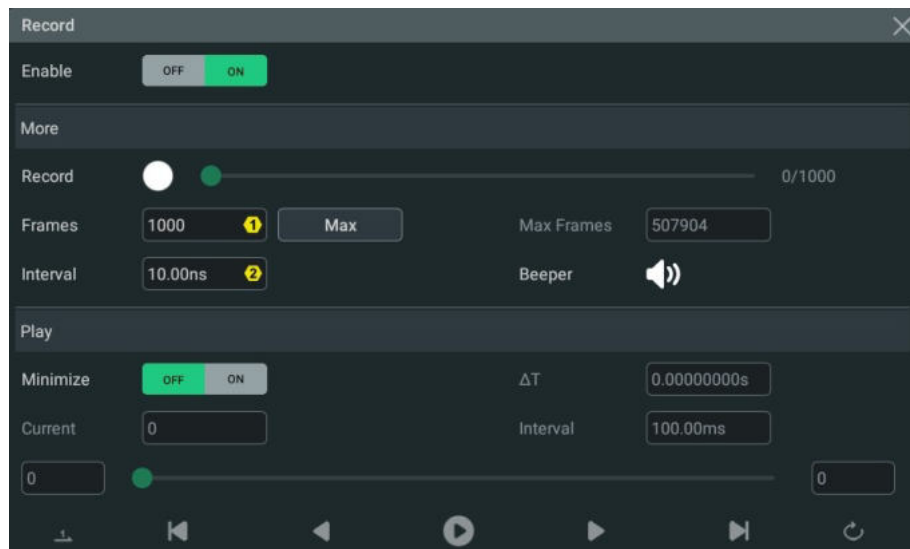 Record
Enable OFF ON
More
Record 0/1000
Frames 1000 1 Max Max Frames 507904
Interval 10.00ns 2 Beeper
Play
Minimize OFF ON ΔT 0.00000000s
Current 0 Interval 100.00ms
0 0
1